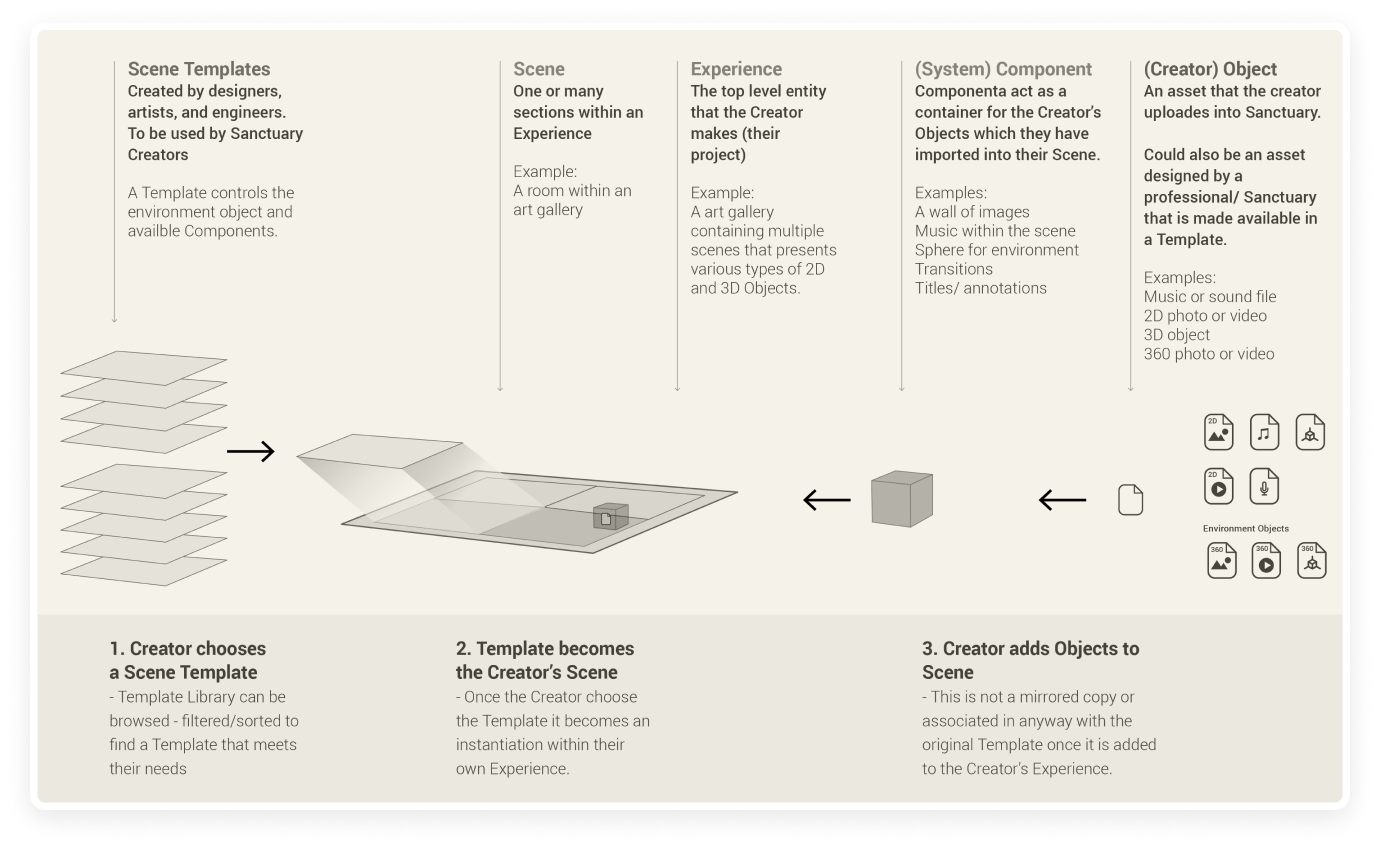 Scene Templates
Created by designers,
artists, and engineers.
To be used by Sanctuary
Creators
A Template controls the
environment object and
availble Components.
Scene
One or many
sections within an
Experience
Example:
A room within an
art gallery
Experience
The top level entity
that the Creator
makes (their
project)
Example:
A art gallery
containing multiple
scenes that presents
various types of 2D
and 3D Objects.
(System) Component
Componenta act as a
container for the Creator's
Objects which they have
imported into their Scene.
Examples:
A wall of images
Music within the scene
Sphere for environment
Transitions
Titles/ annotations
(Creator) Object
An asset that the creator
uploades into Sanctuary.
Could also be an asset
designed by a
professional/ Sanctuary
that is made available in
a Template.
Examples:
Music or sound file
2D photo or video
3D object
360 photo or video
2D
2D
Environment Objects
360
360
360
1. Creator chooses
a Scene Template
- Template Library can be
browsed - filtered/sorted to
find a Template that meets
their needs
2. Template becomes
the Creator's Scene
- Once the Creator choose
the Template it becomes an
instantiation within their
own Experience.
3. Creator adds Objects to
Scene
- This is not a mirrored copy or
associated in anyway with the
original Template once it is added
to the Creator's Experience.